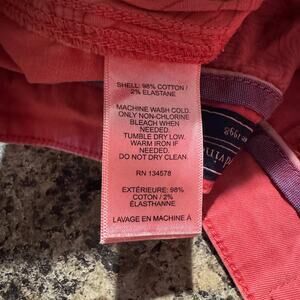 SHELL: 98% COTTON /
2% ELASTANE
MACHINE WASH COLD.
ONLY NON-CHLORINE
BLEACH WHEN
NEEDED.
TUMBLE DRY LOW.
WARM IRON IF
NEEDED.
DO NOT DRY CLEAN.
RN 134578
EXTÉRIEURE: 98%
COTON / 2%
ÉLASTHANNE
LAVAGE EN MACHINE À
1998